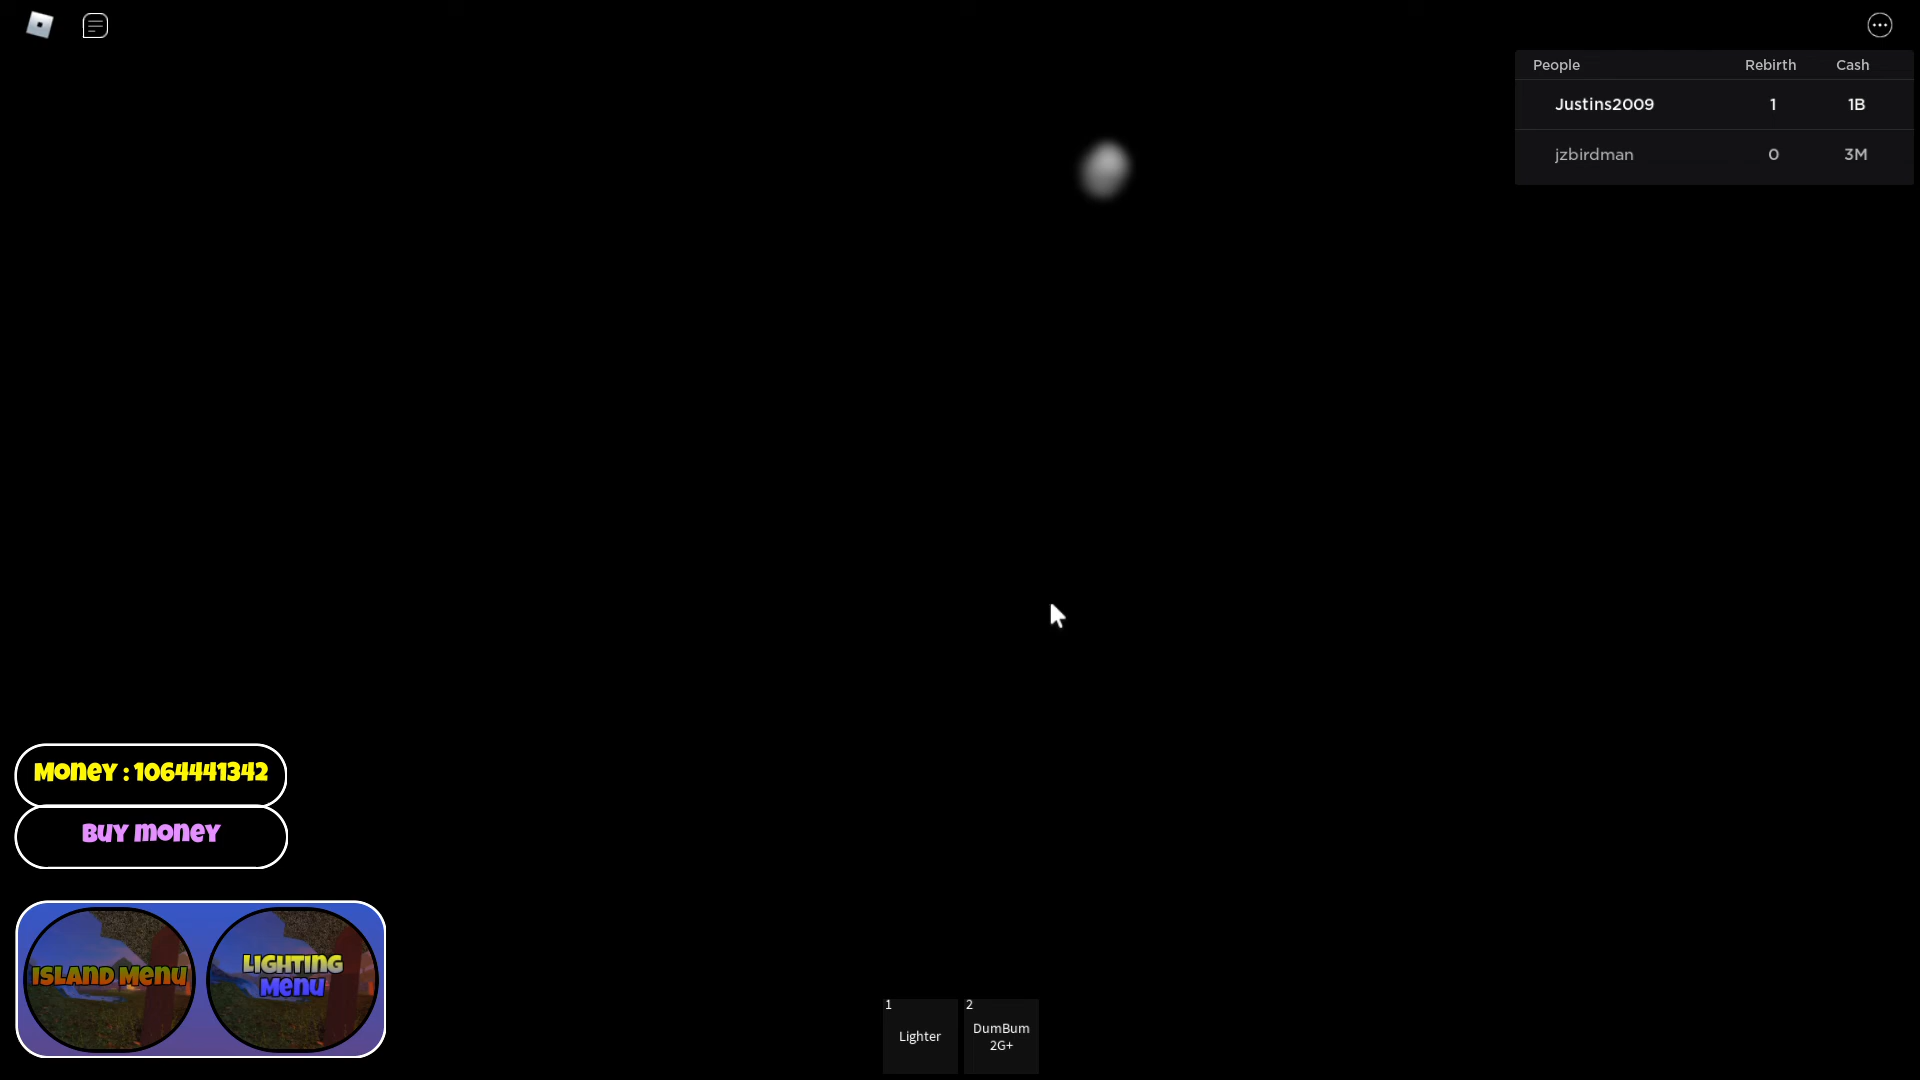 People Rebirth Cash
Justins2009 1 1B
jzbirdman 0 3M
Money : 1064441342
Buy money
Island Menu
Lighting
Menu
1
Lighter
2
DumBum
2G+